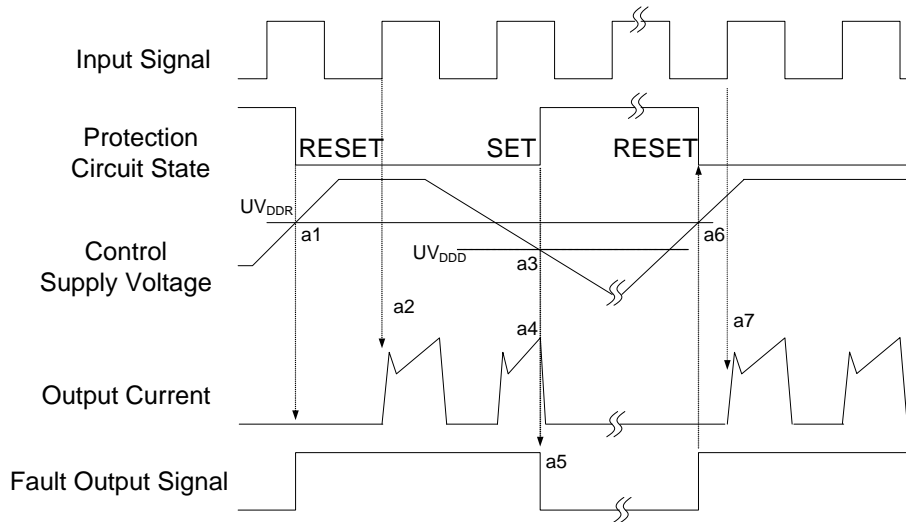 Input Signal
Protection
Circuit State
RESET
SET
RESET
UVDDR
a1
a6
Control
Supply Voltage
UVDDD
a3
a2
a4
a7
Output Current
a5
Fault Output Signal